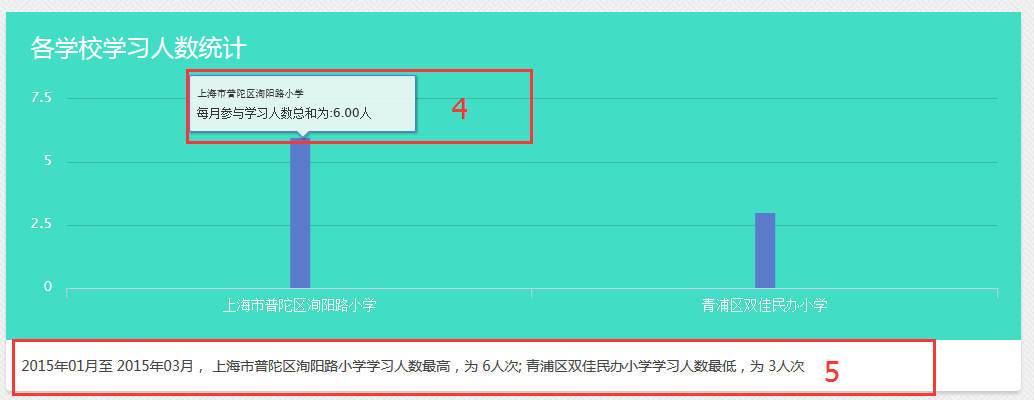 各学校学习人数统计
上海市普陀区洵阳路小学
每月参与学习人数总和为:6.00人
4
7.5
5
2.5
0
上海市普陀区洵阳路小学
青浦区双佳民办小学
2015年01月至 2015年03月， 上海市普陀区洵阳路小学学习人数最高，为 6人次; 青浦区双佳民办小学学习人数最低，为 3人次
5